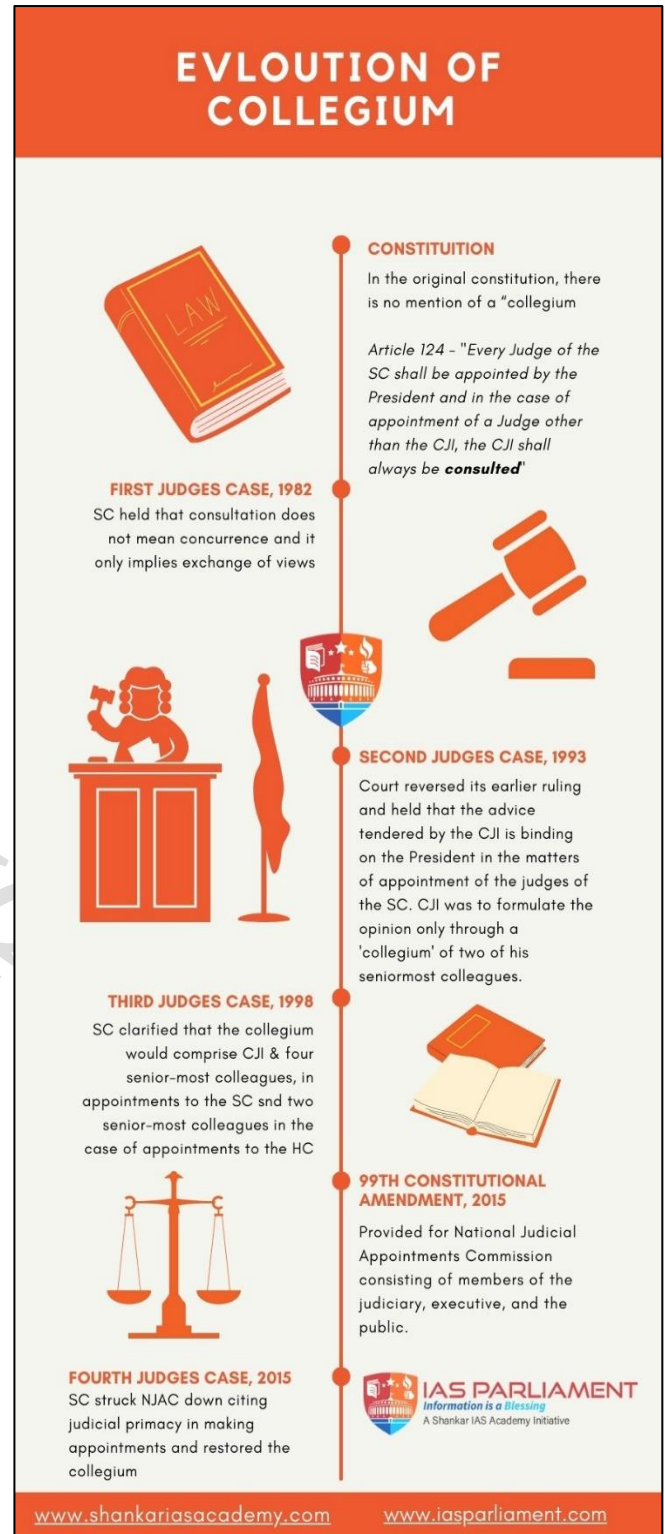 EVLOUTION OF
COLLEGIUM
CONSTITUITION
In the original constitution, there
is no mention of a "collegium
Article 124 - "Every Judge of the
SC shall be appointed by the
President and in the case of
appointment of a Judge other
than the CJI, the CJI shall
always be consulted"
LAW
FIRST JUDGES CASE, 1982
SC held that consultation does
not mean concurrence and it
only implies exchange of views
SECOND JUDGES CASE, 1993
Court reversed its earlier ruling
and held that the advice
tendered by the CJI is binding
on the President in the matters
of appointment of the judges of
the SC. CJI was to formulate the
opinion only through a
'collegium' of two of his
seniormost colleagues.
THIRD JUDGES CASE, 1998
SC clarified that the collegium
would comprise CJI & four
senior-most colleagues, in
appointments to the SC snd two
senior-most colleagues in the
case of appointments to the HC
99TH CONSTITUTIONAL
AMENDMENT, 2015
Provided for National Judicial
Appointments Commission
consisting of members of the
judiciary, executive, and the
public.
FOURTH JUDGES CASE, 2015
SC struck NJAC down citing
judicial primacy in making
appointments and restored the
collegium
IAS PARLIAMENT
Information is a Blessing
A Shankar IAS Academy Initiative
www.shankariasacademy.com www.iasparliament.com